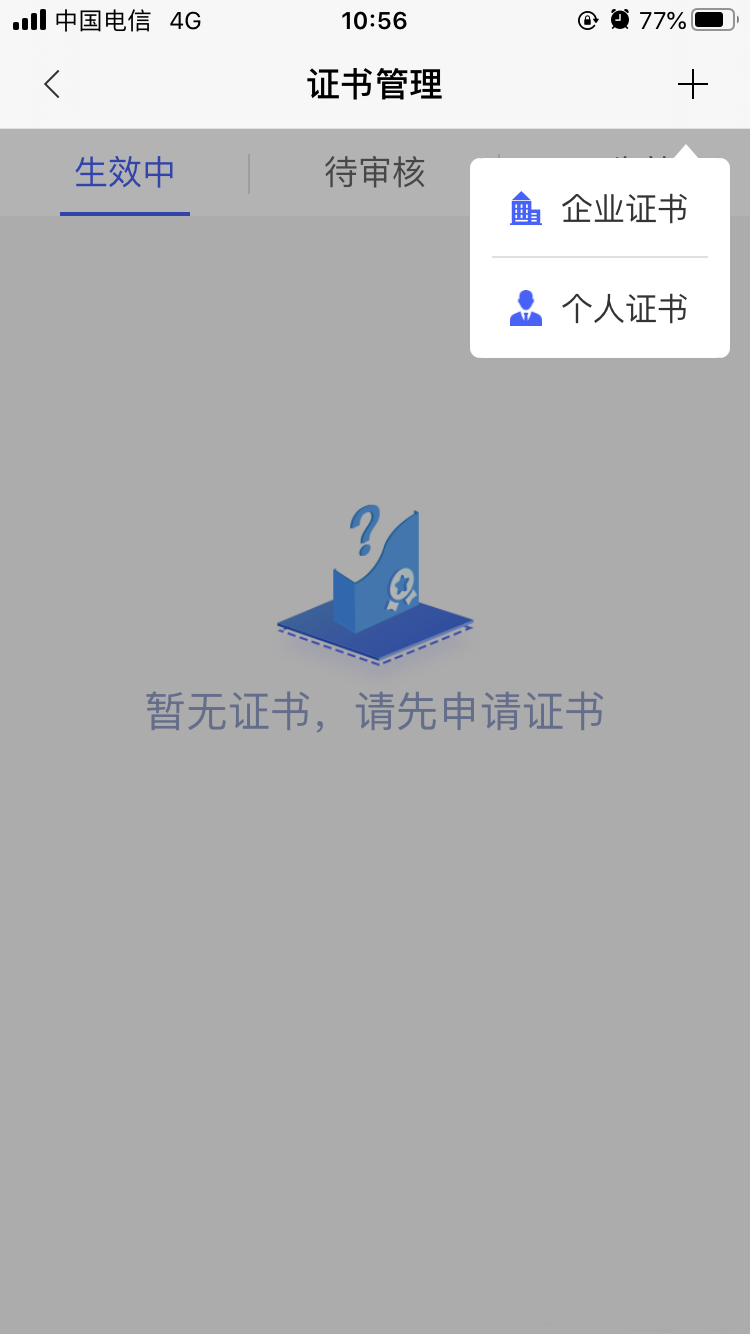 中国电信 4G 10:56 77%
证书管理
生效中 待审核
企业证书
个人证书
暂无证书，请先申请证书